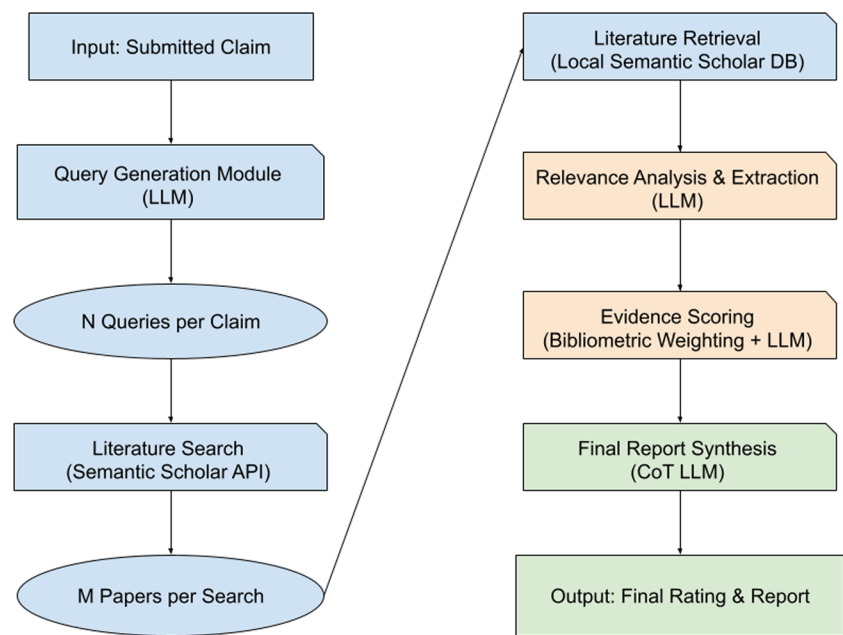 Input: Submitted Claim
Query Generation Module
(LLM)
N Queries per Claim
Literature Search
(Semantic Scholar API)
M Papers per Search
Literature Retrieval
(Local Semantic Scholar DB)
Relevance Analysis & Extraction
(LLM)
Evidence Scoring
(Bibliometric Weighting + LLM)
Final Report Synthesis
(CoT LLM)
Output: Final Rating & Report